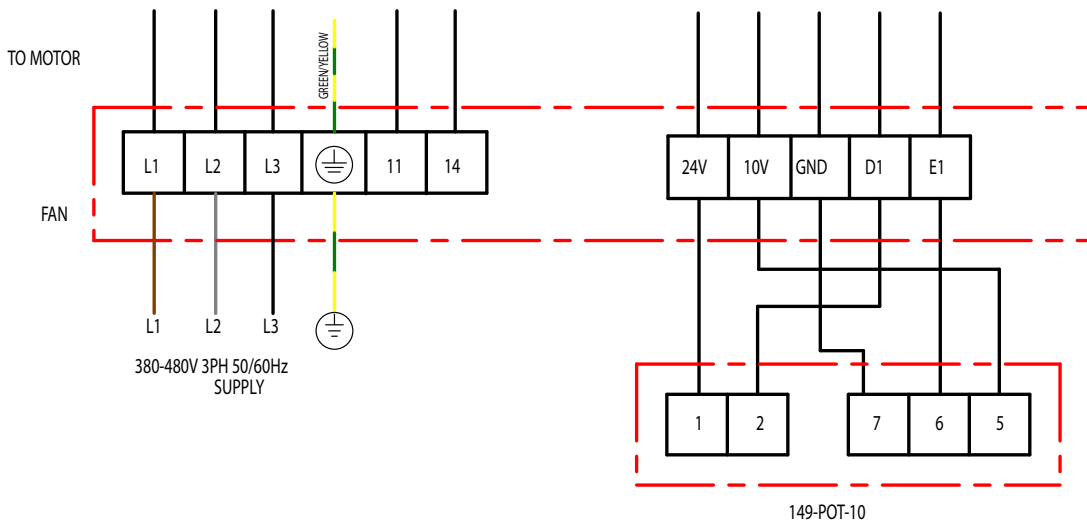 TO MOTOR
GREEN/YELLOW
L1 L2 L3 11 14
24V 10V GND D1 E1
FAN
L1 L2 L3
380-480V 3PH 50/60Hz
SUPPLY
1 2 7 6 5
149-POT-10